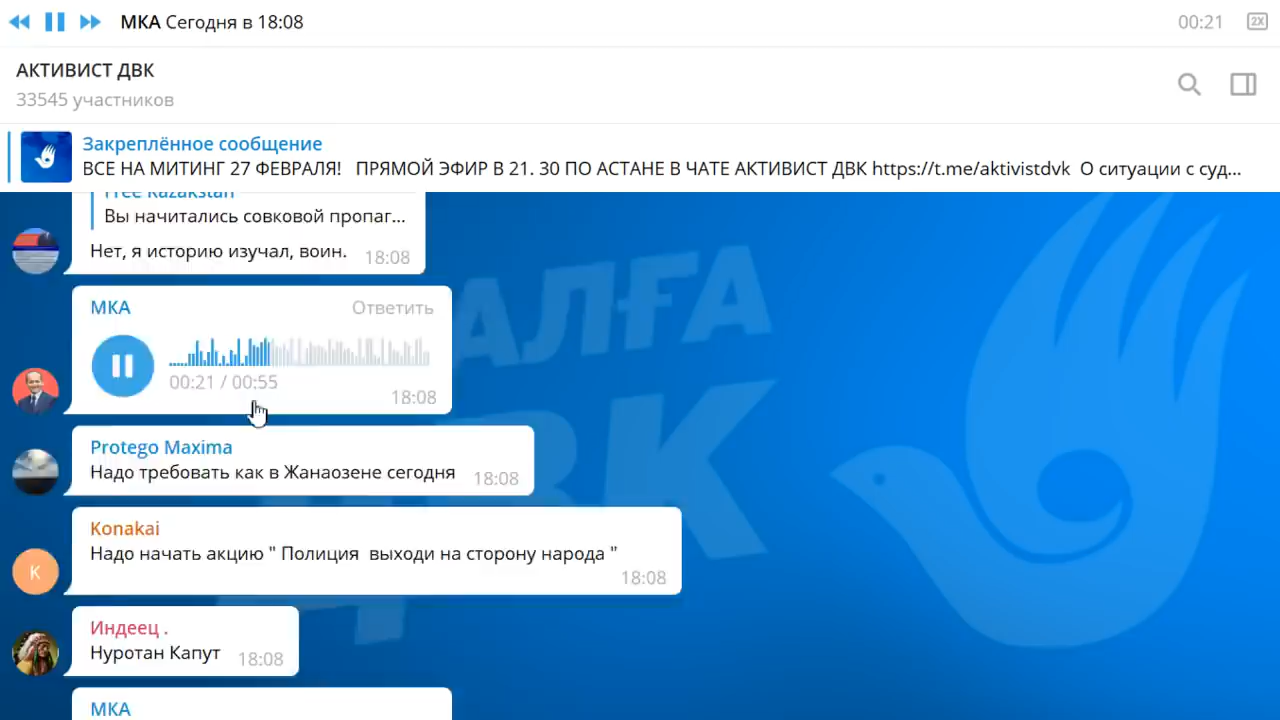 МКА Сегодня в 18:08
00:21
2X
АКТИВИСТ ДВК
33545 участников
Закреплённое сообщение
ВСЕ НА МИТИНГ 27 ФЕВРАЛЯ! ПРЯМОЙ ЭФИР В 21. 30 ПО АСТАНЕ В ЧАТЕ АКТИВИСТ ДВК https://t.me/aktivistdvk О ситуации с суд...
Free Kazakstan
Вы начитались совковой пропаг...
Нет, я историю изучал, воин.
18:08
МКА
Ответить
00:21 / 00:55
18:08
Protego Maxima
Надо требовать как в Жанаозене сегодня
18:08
Konakai
Надо начать акцию " Полиция выходи на сторону народа "
18:08
K
Индеец .
Нуротан Капут
18:08
МКА
АЛҒА
ДВК